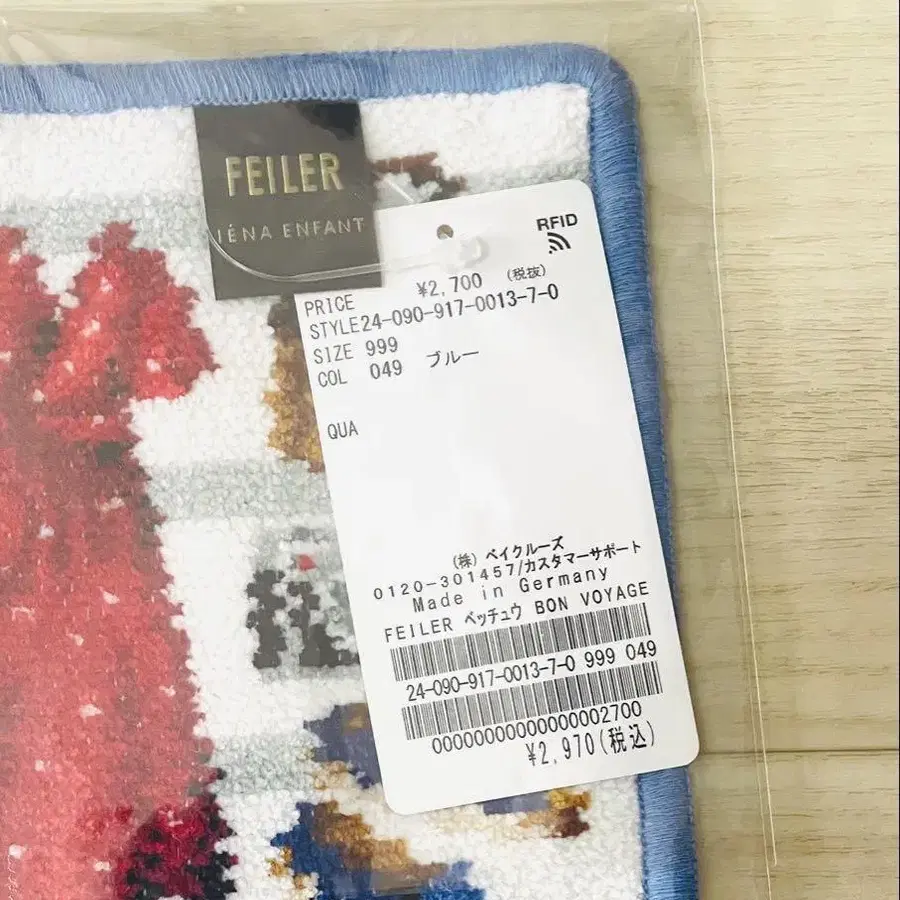 FEILER
IÉNA ENFANT
RFID
PRICE ¥2,700 (税抜)
STYLE24-090-917-0013-7-0
SIZE 999
COL 049 ブルー
QUA
(株) ベイクルーズ
0120-301457/カスタマーサポート
Made in Germany
FEILER ベッチュウ BON VOYAGE
24-090-917-0013-7-0 999 049
00000000000000002700
¥2,970(税込)